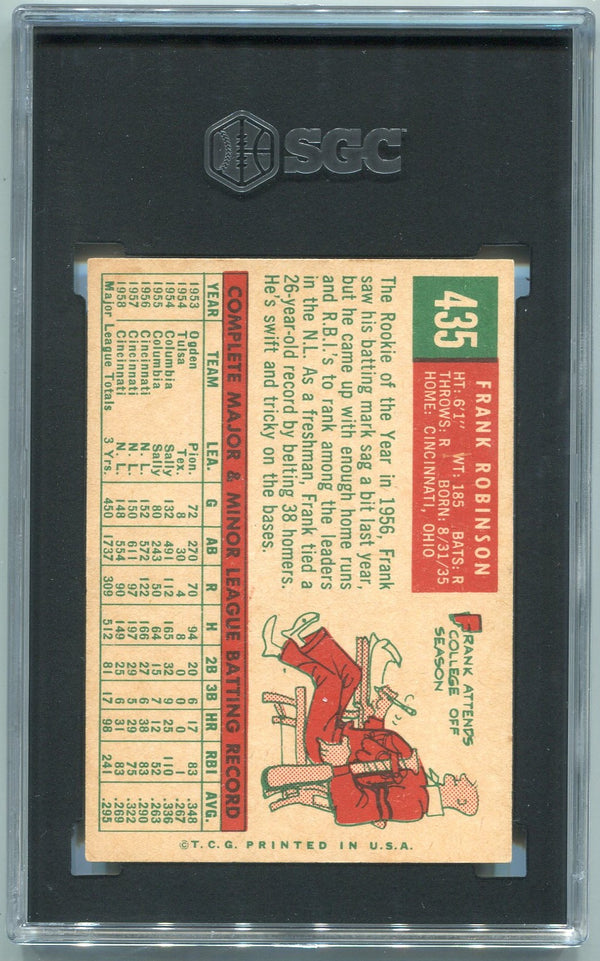 SGC
435
FRANK ROBINSON
HT: 6'1" WT: 185 BATS: R
THROWS: R BORN: 8/31/35
HOME: CINCINNATI, OHIO
The Rookie of the Year in 1956, Frank
saw his batting mark sag a bit last year,
but he came up with enough home runs
and R.B.I.'s to rank among the leaders
in the N.L. As a freshman, Frank tied a
26-year-old record by belting 38 homers.
He's swift and tricky on the bases.
FRANK ATTENDS
COLLEGE OFF
SEASON
COMPLETE MAJOR & MINOR LEAGUE BATTING RECORD
YEAR TEAM LEA. G AB R H 2B 3B HR RBI AVG.
1953 Ogden Pion. 72 270 70 94 20 6 17 83 .348
1954 Tulsa Tex. 8 30 4 8 0 0 0 1 .267
1954 Columbia Sally 132 491 112 165 32 9 25 110 .336
1955 Columbia Sally 80 243 50 64 15 7 12 52 .263
1956 Cincinnati N. L. 152 572 122 166 27 6 38 83 .290
1957 Cincinnati N. L. 150 611 97 197 29 5 29 75 .322
1958 Cincinnati N. L. 148 554 90 149 25 6 31 83 .269
Major League Totals 3 Yrs. 450 1737 309 512 81 17 98 241 .295
©T.C.G. PRINTED IN U.S.A.